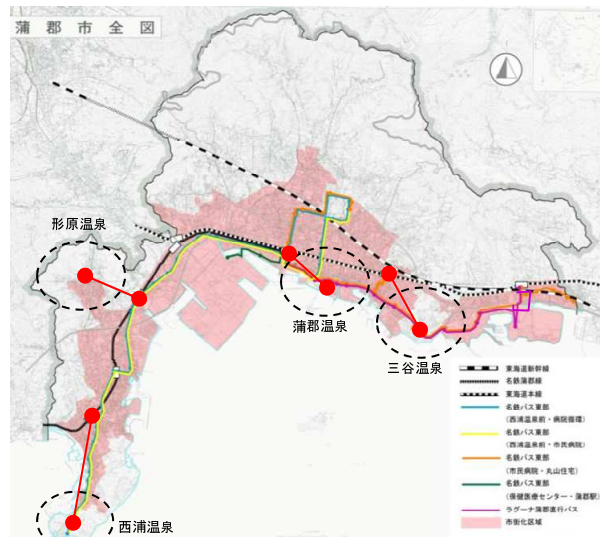 蒲郡市全図
形原温泉
蒲郡温泉
三谷温泉
西浦温泉
東海道新幹線
名鉄蒲郡線
東海道本線
名鉄バス東部
(西浦温泉前・病院循環)
名鉄バス東部
(西浦温泉前・市民病院)
名鉄バス東部
(市民病院・丸山住宅)
名鉄バス東部
(保健医療センター・蒲郡駅)
ラグーナ蒲郡直行バス
市街化区域